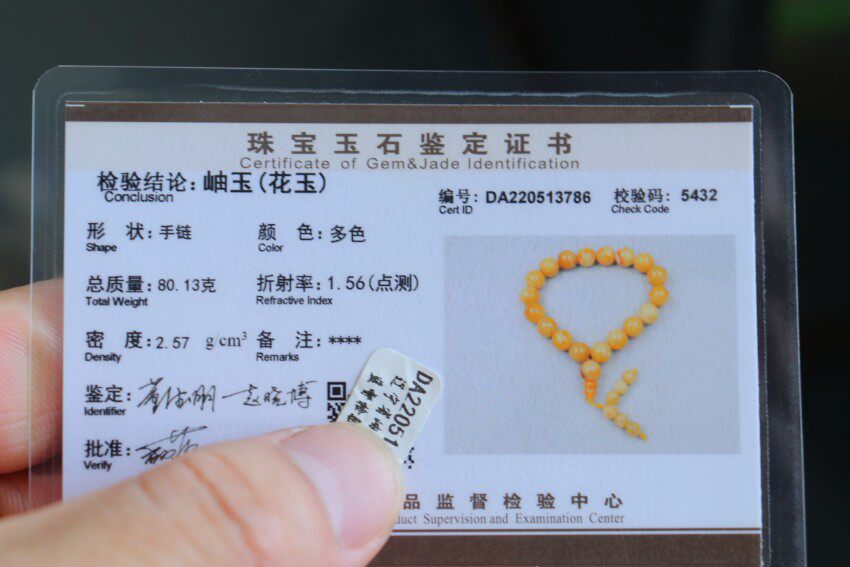 珠宝玉石鉴定证书
Certificate of Gem&Jade Identification
检验结论: 岫玉(花玉)
Conclusion
编号: DA220513786 校验码: 5432
Cert ID Check Code
形 状: 手链 颜 色: 多色
Shape Color
总质量: 80.13克 折射率: 1.56(点测)
Total Weight Refractive Index
密 度: 2.57 g/cm³ 备 注: ****
Density Remarks
鉴定:
Identifier
批准:
Verify
DA22051
品监督检验中心
Supervision and Examination Center